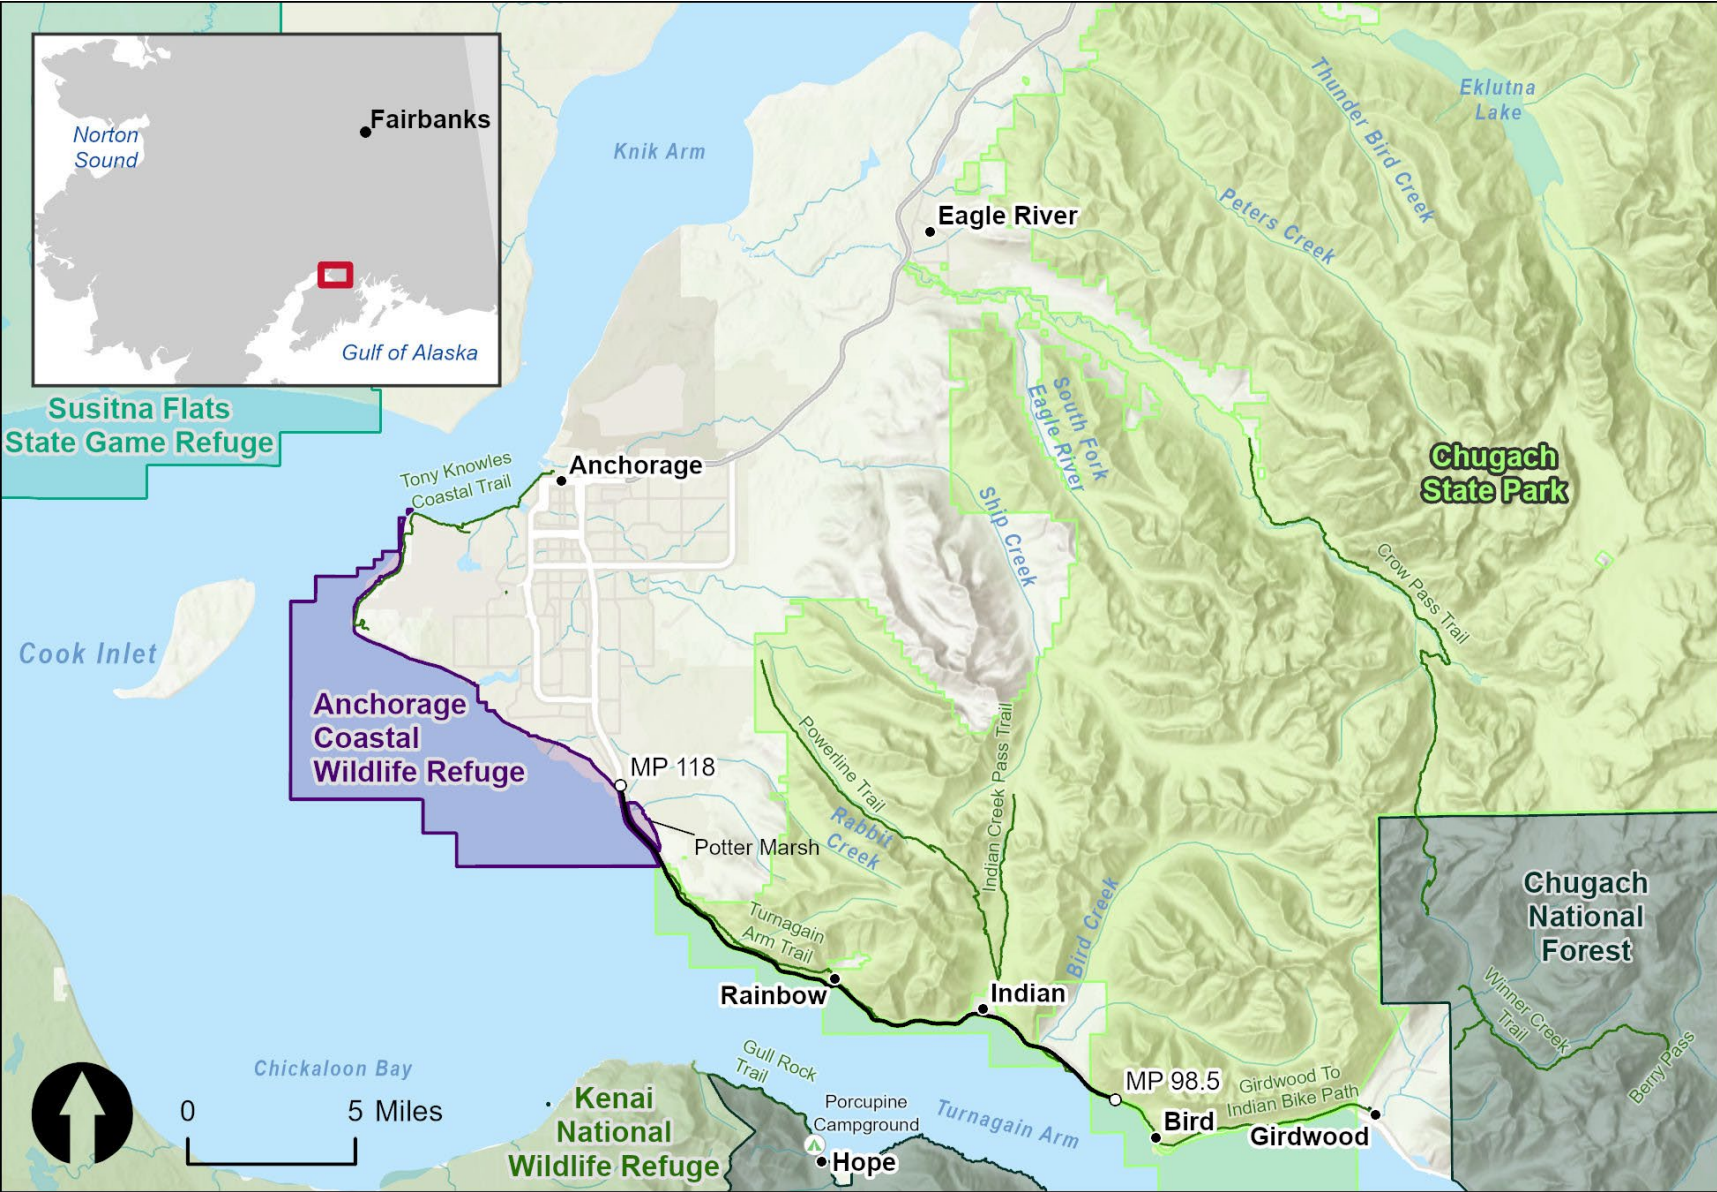 Fairbanks
Norton
Sound
Gulf of Alaska
Knik Arm
Thunder Bird Creek
Eklutna
Lake
Peters Creek
Eagle River
Susitna Flats
State Game Refuge
Tony Knowles
Coastal Trail
Anchorage
South Fork
Eagle River
Ship Creek
Chugach
State Park
Crow Pass Trail
Cook Inlet
Anchorage
Coastal
Wildlife Refuge
MP 118
Potter Marsh
Powerline Trail
Rabbit
Creek
Indian Creek Pass Trail
Bird Creek
Turnagain
Arm Trail
Chugach
National
Forest
Rainbow
Indian
Winner Creek
Trail
Berry Pass
Chickaloon Bay
Gull Rock
Trail
MP 98.5
Girdwood To
Indian Bike Path
0 5 Miles
Kenai
National
Wildlife Refuge
Porcupine
Campground
Turnagain Arm
Bird
Girdwood
Hope